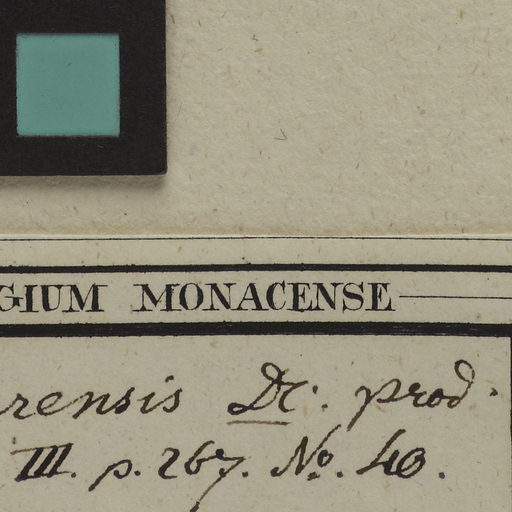 GIUM MONACENSE
rensis DC. prod.
III. p. 267. No. 40.